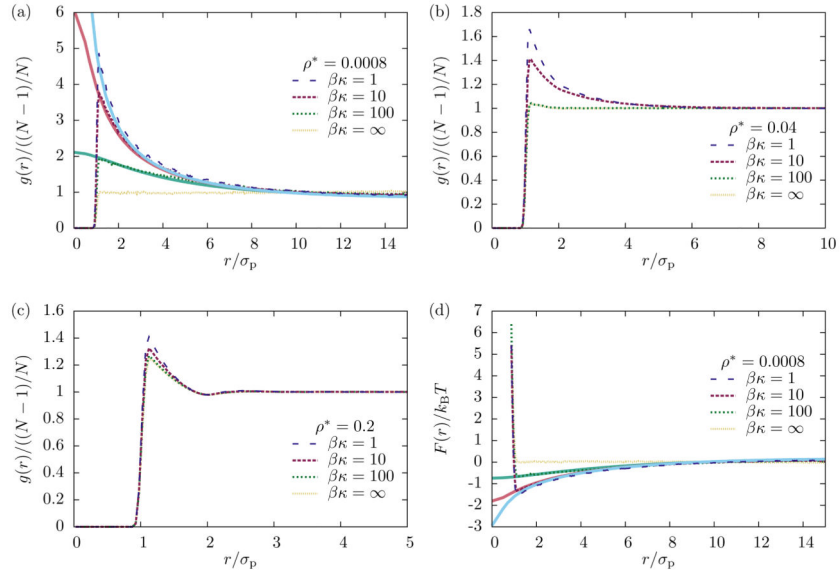 (a)
g(r)/((N − 1)/N)
6
5
4
3
2
1
0
0 2 4 6 8 10 12 14
r/σp
ρ* = 0.0008
βκ = 1
βκ = 10
βκ = 100
βκ = ∞
(b)
g(r)/((N − 1)/N)
1.8
1.6
1.4
1.2
1
0.8
0.6
0.4
0.2
0
0 2 4 6 8 10
r/σp
ρ* = 0.04
βκ = 1
βκ = 10
βκ = 100
βκ = ∞
(c)
g(r)/((N − 1)/N)
1.6
1.4
1.2
1
0.8
0.6
0.4
0.2
0
0 1 2 3 4 5
r/σp
ρ* = 0.2
βκ = 1
βκ = 10
βκ = 100
βκ = ∞
(d)
F(r)/kBT
7
6
5
4
3
2
1
0
-1
-2
-3
0 2 4 6 8 10 12 14
r/σp
ρ* = 0.0008
βκ = 1
βκ = 10
βκ = 100
βκ = ∞